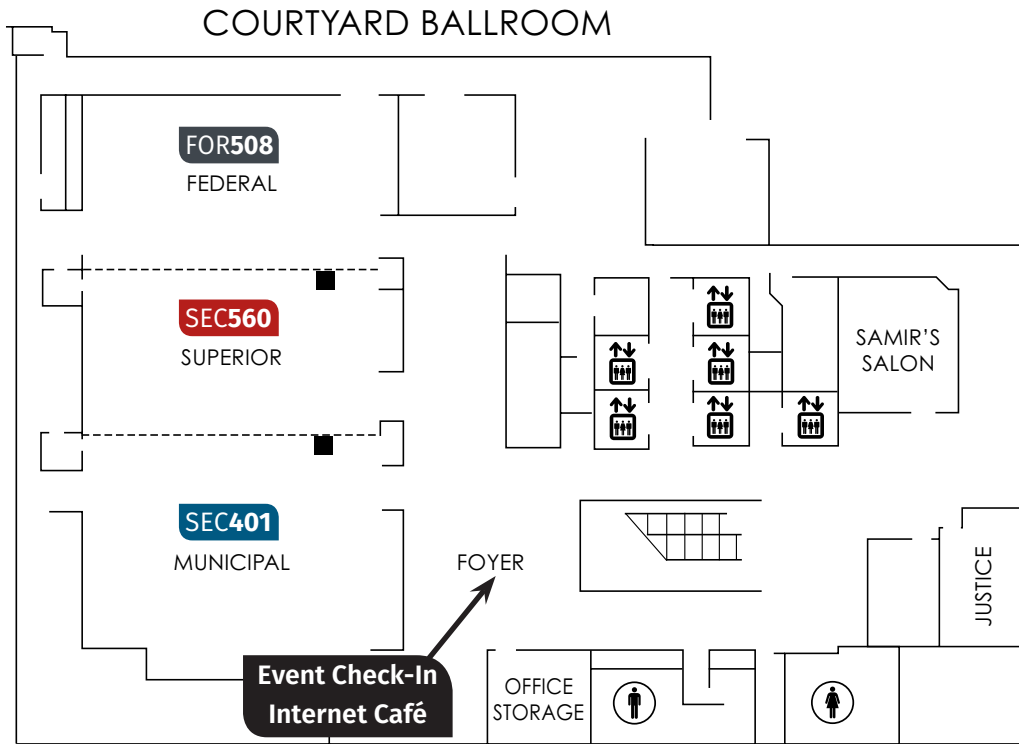 COURTYARD BALLROOM
FOR508
FEDERAL
SEC560
SUPERIOR
SAMIR'S
SALON
SEC401
MUNICIPAL
FOYER
JUSTICE
Event Check-In
Internet Café
OFFICE
STORAGE